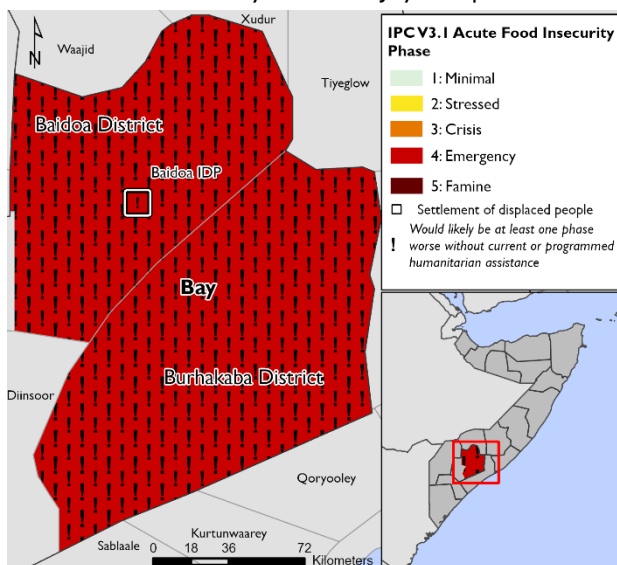 IPC V3.1 Acute Food Insecurity
Phase
1: Minimal
2: Stressed
3: Crisis
4: Emergency
5: Famine
Settlement of displaced people
Would likely be at least one phase
! worse without current or programmed
humanitarian assistance
N
Xudur
Waajid
Tiyeglow
Baidoa District
Baidoa IDP
Bay
Burhakaba District
Diinsoor
Qoryooley
Kurtunwaarey
Sablaale
0 18 36 72
Kilometers